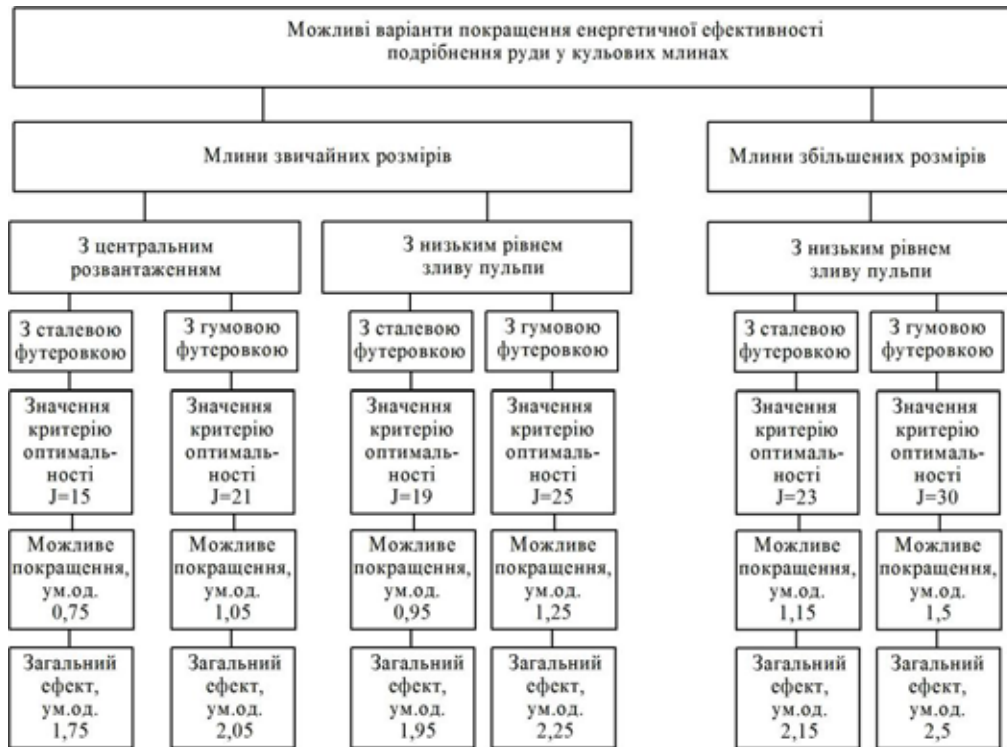 Можливі варіанти покращення енергетичної ефективності
подрібнення руди у кульових млинах
Млини звичайних розмірів
Млини збільшених розмірів
З центральним
розвантаженням
З низьким рівнем
зливу пульпи
З низьким рівнем
зливу пульпи
З сталевою
футеровкою
З гумовою
футеровкою
З сталевою
футеровкою
З гумовою
футеровкою
З сталевою
футеровкою
З гумовою
футеровкою
Значення
критерію
оптималь-
ності
J=15
Значення
критерію
оптималь-
ності
J=21
Значення
критерію
оптималь-
ності
J=19
Значення
критерію
оптималь-
ності
J=25
Значення
критерію
оптималь-
ності
J=23
Значення
критерію
оптималь-
ності
J=30
Можливе
покращення,
ум.од.
0,75
Можливе
покращення,
ум.од.
1,05
Можливе
покращення,
ум.од.
0,95
Можливе
покращення,
ум.од.
1,25
Можливе
покращення,
ум.од.
1,15
Можливе
покращення,
ум.од.
1,5
Загальний
ефект,
ум.од.
1,75
Загальний
ефект,
ум.од.
2,05
Загальний
ефект,
ум.од.
1,95
Загальний
ефект,
ум.од.
2,25
Загальний
ефект,
ум.од.
2,15
Загальний
ефект,
ум.од.
2,5